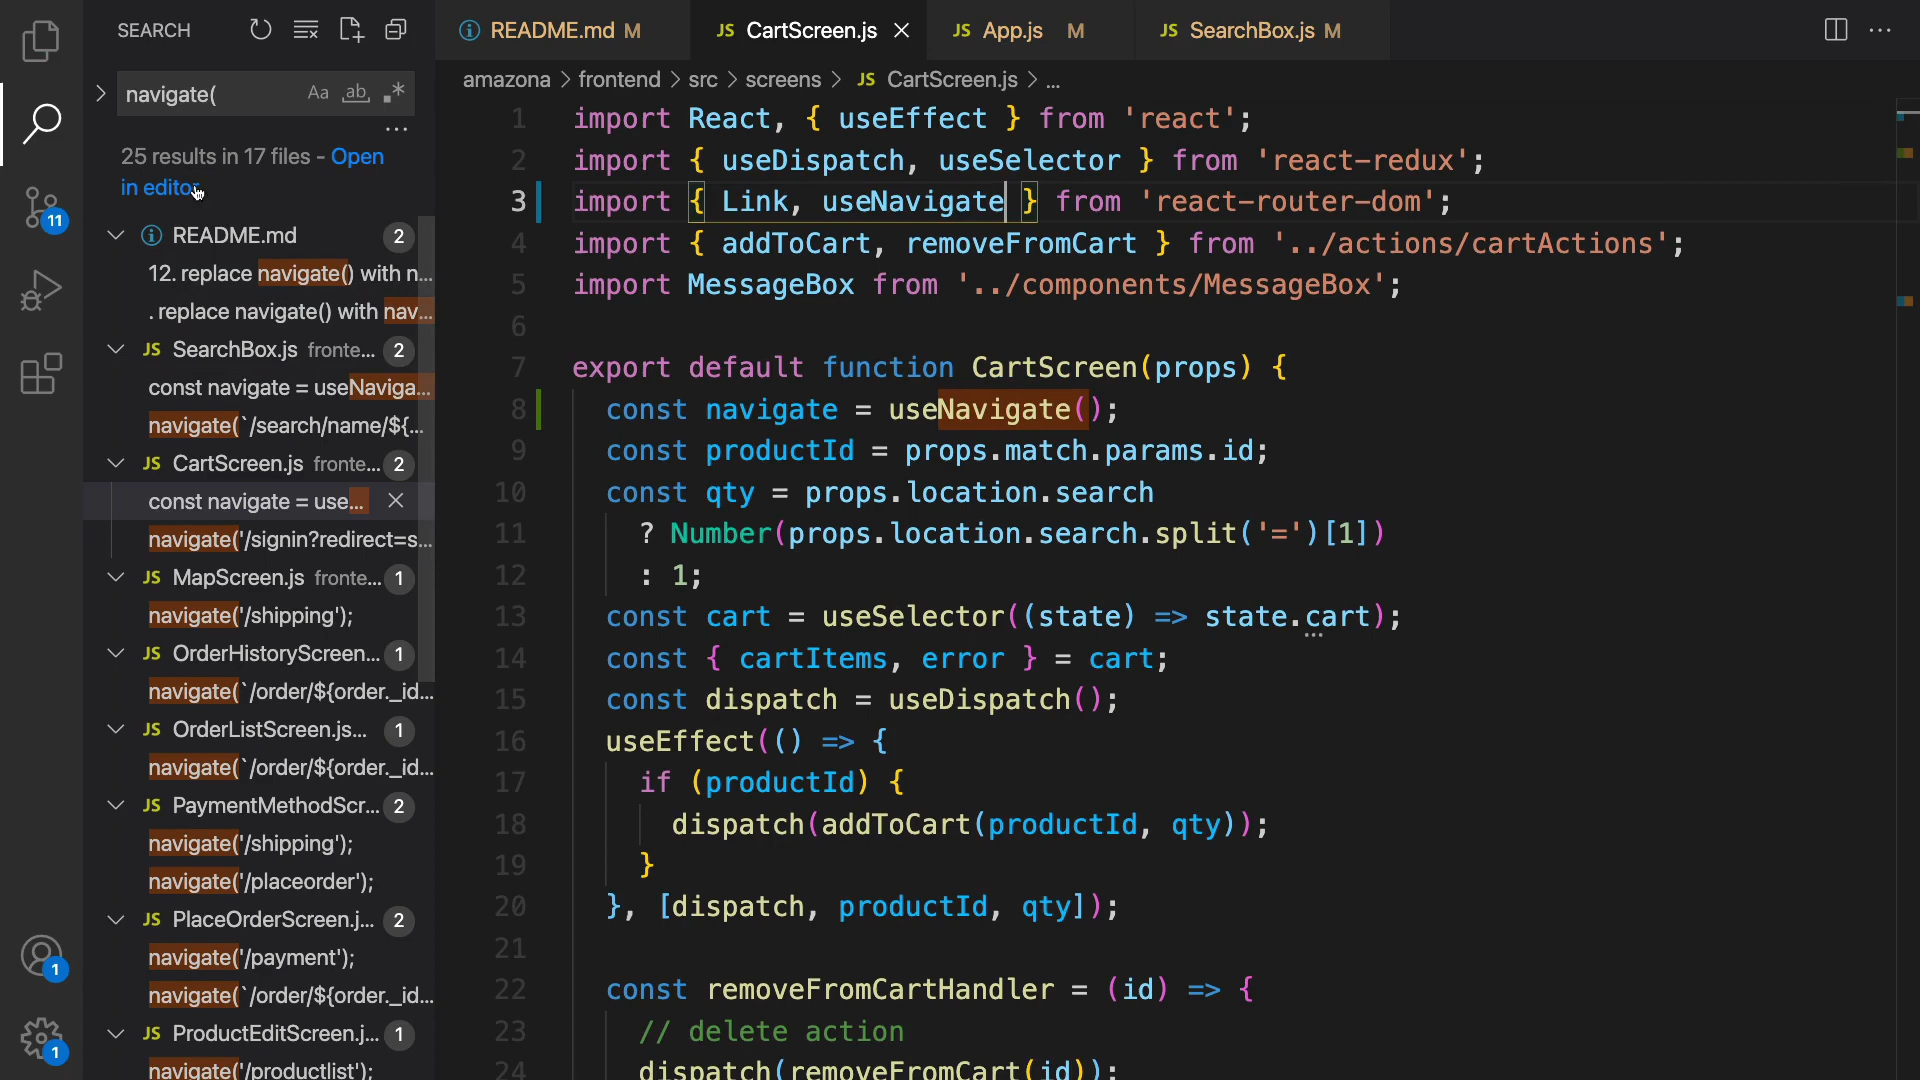 SEARCH
navigate(
Aa ab .*
...
25 results in 17 files - Open
in editor
README.md 2
12. replace navigate() with n...
. replace navigate() with nav...
JS SearchBox.js fronte... 2
const navigate = useNaviga...
navigate(`/search/name/${...
JS CartScreen.js fronte... 2
const navigate = use...
navigate('/signin?redirect=s...
JS MapScreen.js fronte... 1
navigate('/shipping');
JS OrderHistoryScreen... 1
navigate(`/order/${order._id...
JS OrderListScreen.js... 1
navigate(`/order/${order._id...
JS PaymentMethodScr... 2
navigate('/shipping');
navigate('/placeorder');
JS PlaceOrderScreen.j... 2
navigate('/payment');
navigate(`/order/${order._id...
JS ProductEditScreen.j... 1
navigate('/productlist');
11
1
1
README.md M
JS CartScreen.js
JS App.js M
JS SearchBox.js M
amazona > frontend > src > screens > JS CartScreen.js > ...
1 import React, { useEffect } from 'react';
2 import { useDispatch, useSelector } from 'react-redux';
3 import { Link, useNavigate } from 'react-router-dom';
4 import { addToCart, removeFromCart } from '../actions/cartActions';
5 import MessageBox from '../components/MessageBox';
6
7 export default function CartScreen(props) {
8 const navigate = useNavigate();
9 const productId = props.match.params.id;
10 const qty = props.location.search
11 ? Number(props.location.search.split('=')[1])
12 : 1;
13 const cart = useSelector((state) => state.cart);
14 const { cartItems, error } = cart;
15 const dispatch = useDispatch();
16 useEffect(() => {
17 if (productId) {
18 dispatch(addToCart(productId, qty));
19 }
20 }, [dispatch, productId, qty]);
21
22 const removeFromCartHandler = (id) => {
23 // delete action
24 dispatch(removeFromCart(id));